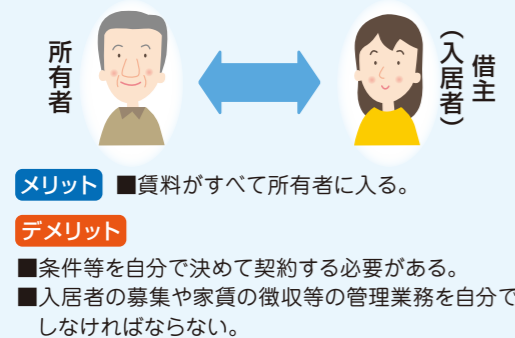 所有者
借主
（入居者）
メリット ■賃料がすべて所有者に入る。
デメリット
■条件等を自分で決めて契約する必要がある。
■入居者の募集や家賃の徴収等の管理業務を自分で
しなければならない。